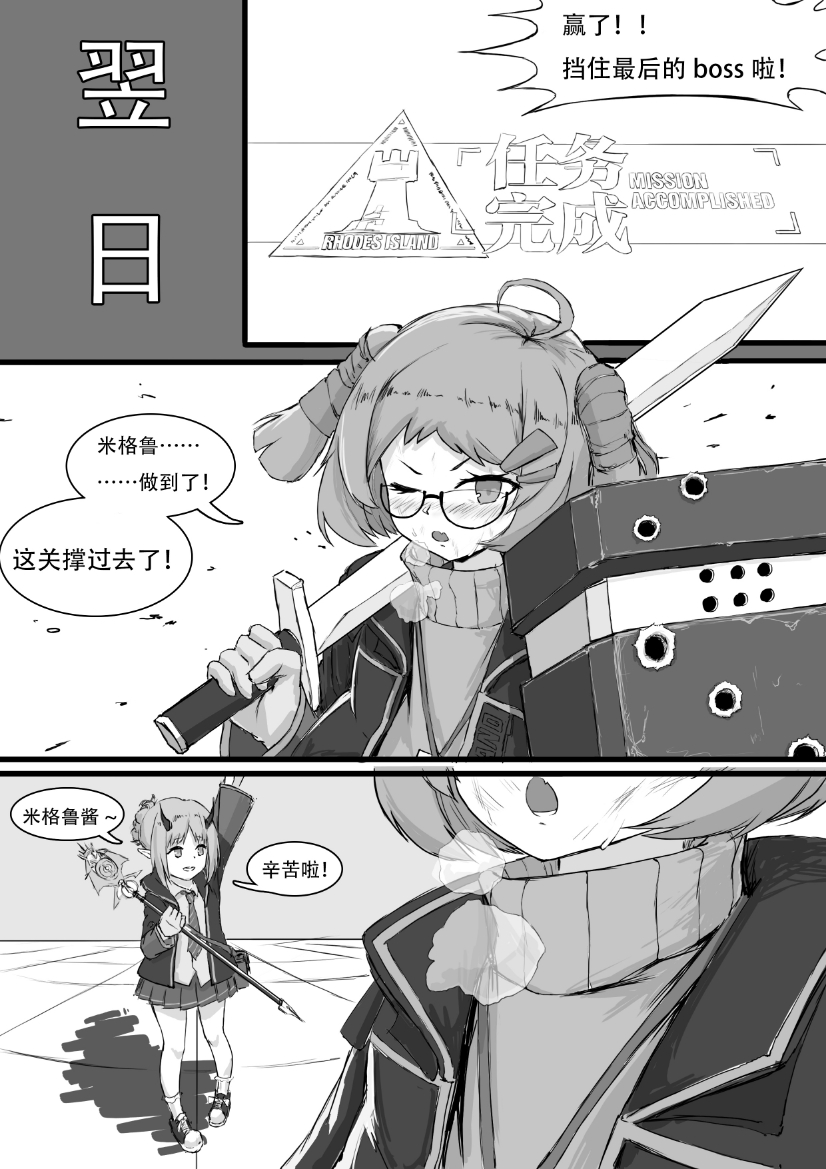 翌日
赢了！！
挡住最后的 boss 啦！
RHODES ISLAND
任务
完成
MISSION
ACCOMPLISHED
米格鲁……
……做到了！
这关撑过去了！
米格鲁酱～
辛苦啦！